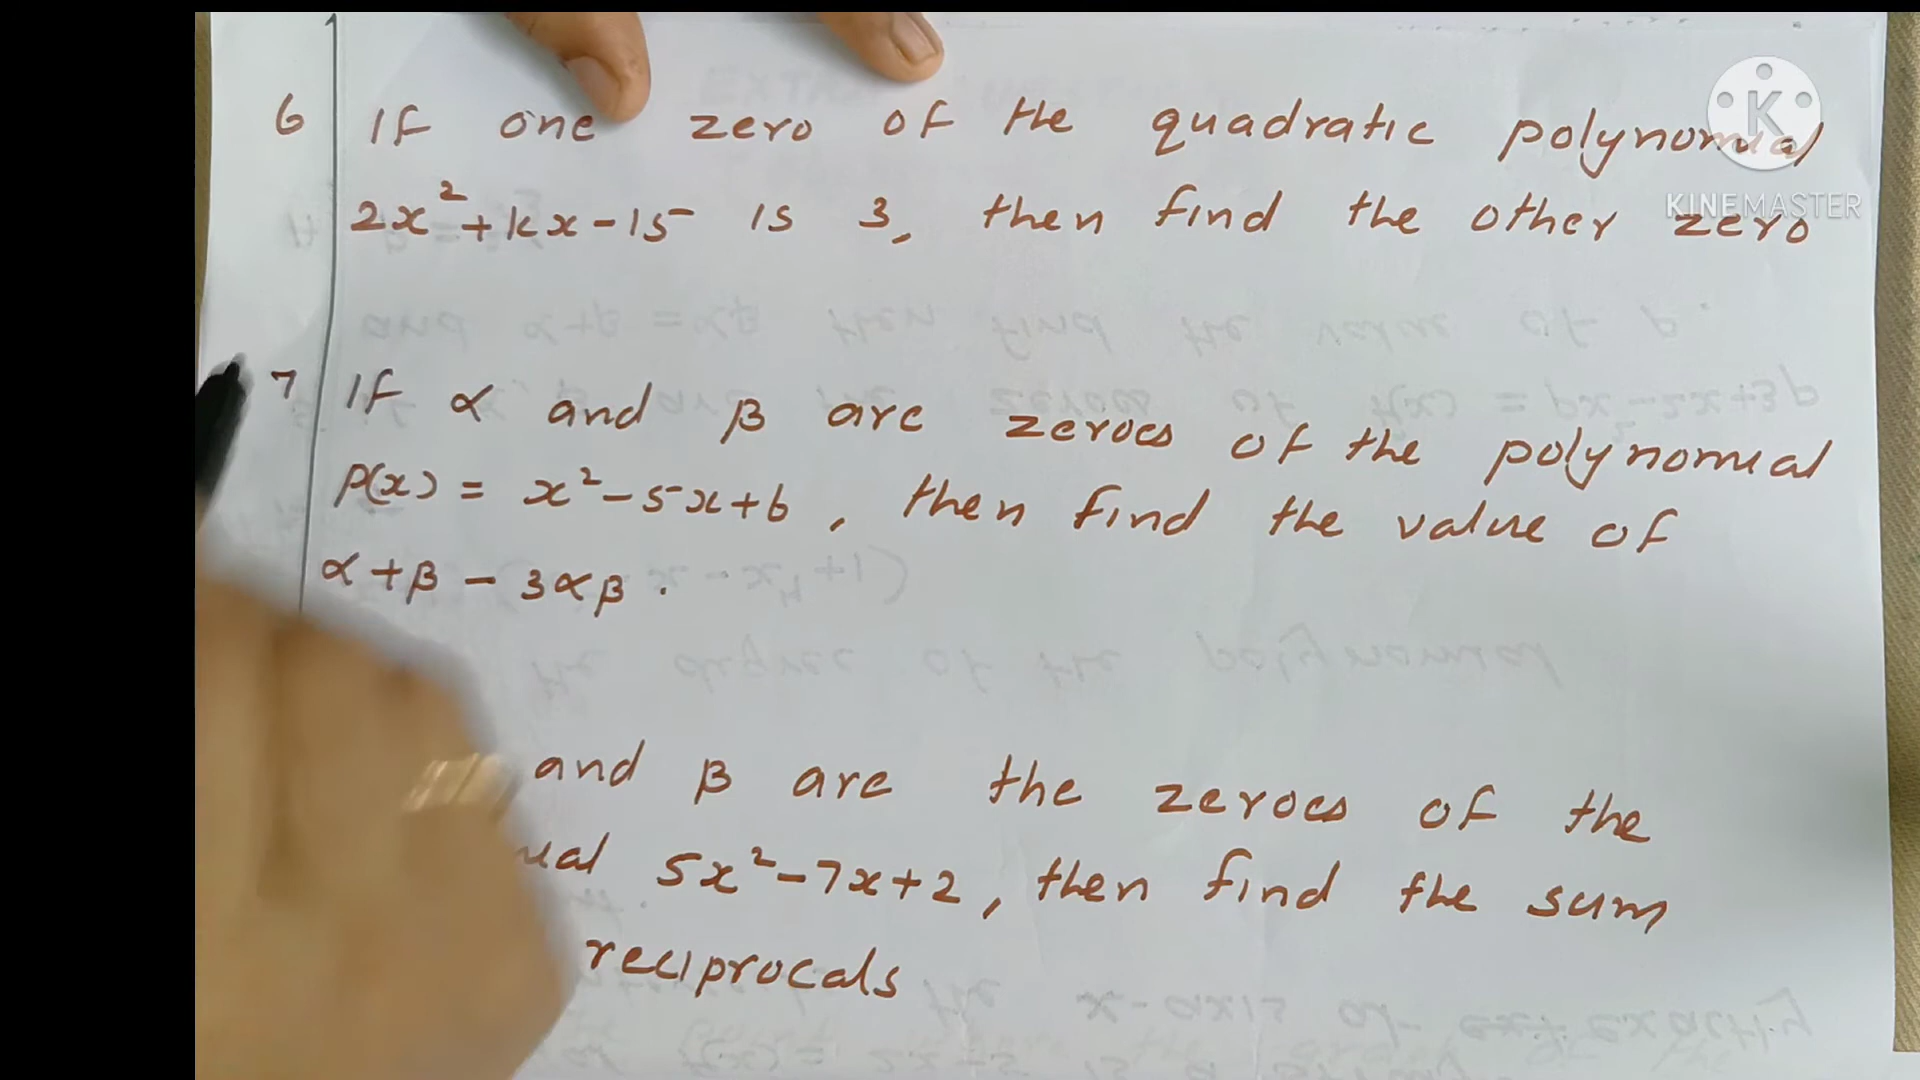 6 If one zero of the quadratic polynomial
2x² + kx - 15 is 3, then find the other zero
7 If α and β are zeroes of the polynomial
P(x) = x² - 5x + 6, then find the value of
α + β - 3αβ.
and β are the zeroes of the
5x² - 7x + 2, then find the sum
reciprocals
K
KINEMASTER